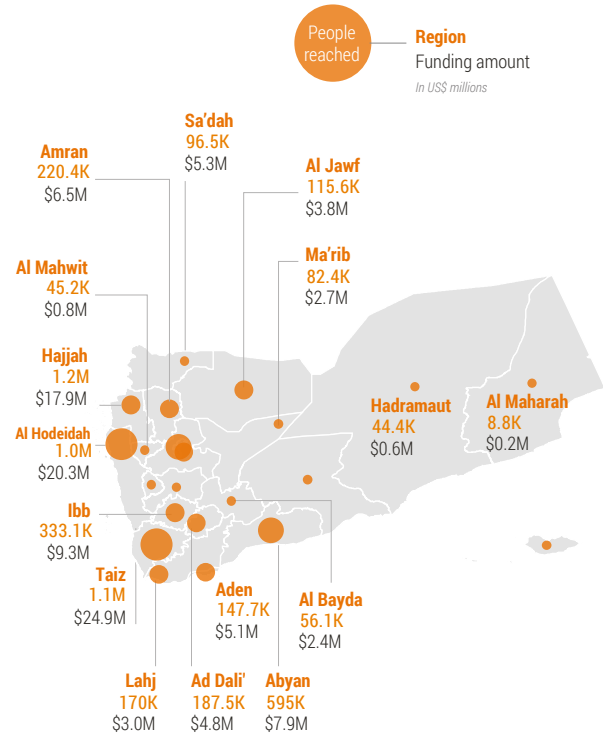 People
reached
Region
Funding amount
In US$ millions
Sa’dah
96.5K
$5.3M
Amran
220.4K
$6.5M
Al Jawf
115.6K
$3.8M
Ma’rib
82.4K
$2.7M
Al Mahwit
45.2K
$0.8M
Hajjah
1.2M
$17.9M
Hadramaut
44.4K
$0.6M
Al Maharah
8.8K
$0.2M
Al Hodeidah
1.0M
$20.3M
Ibb
333.1K
$9.3M
Taiz
1.1M
$24.9M
Aden
147.7K
$5.1M
Al Bayda
56.1K
$2.4M
Lahj
170K
$3.0M
Ad Dali'
187.5K
$4.8M
Abyan
595K
$7.9M